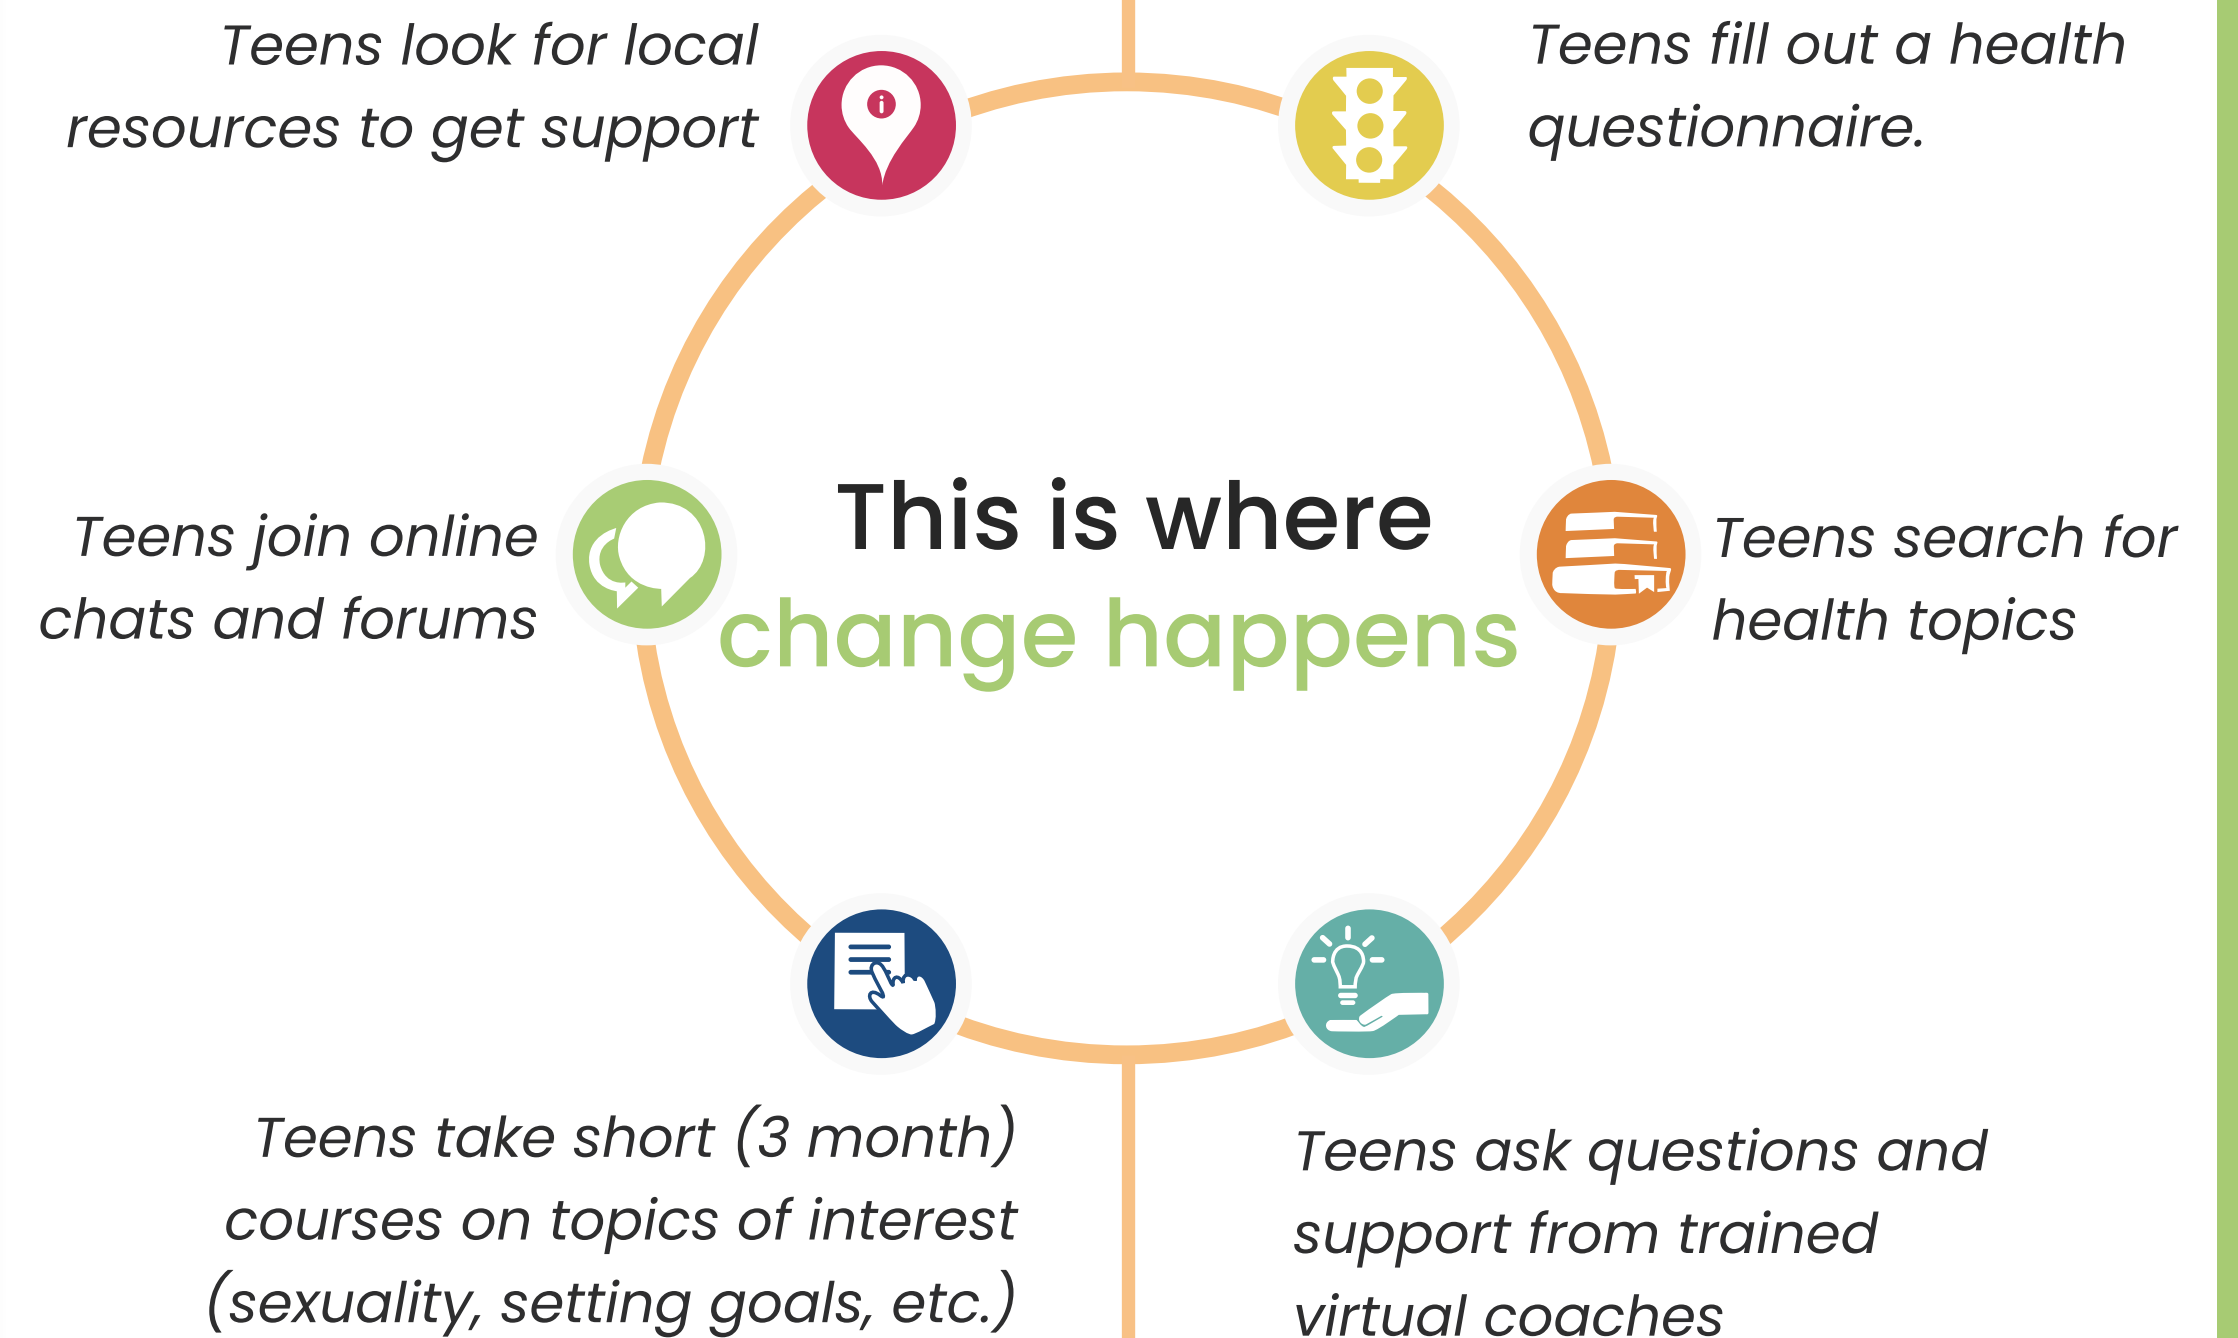 Teens look for local
resources to get support
Teens fill out a health
questionnaire.
Teens join online
chats and forums
This is where
change happens
Teens search for
health topics
Teens take short (3 month)
courses on topics of interest
(sexuality, setting goals, etc.)
Teens ask questions and
support from trained
virtual coaches